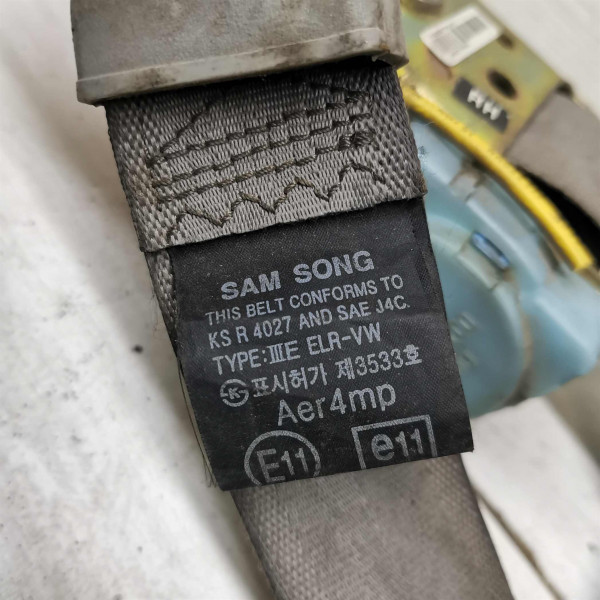 SAM SONG
THIS BELT CONFORMS TO
KS R 4027 AND SAE J4C.
TYPE:ⅢE ELR-VW
K 표시허가 제3533호
Aer4mp
E11 e11